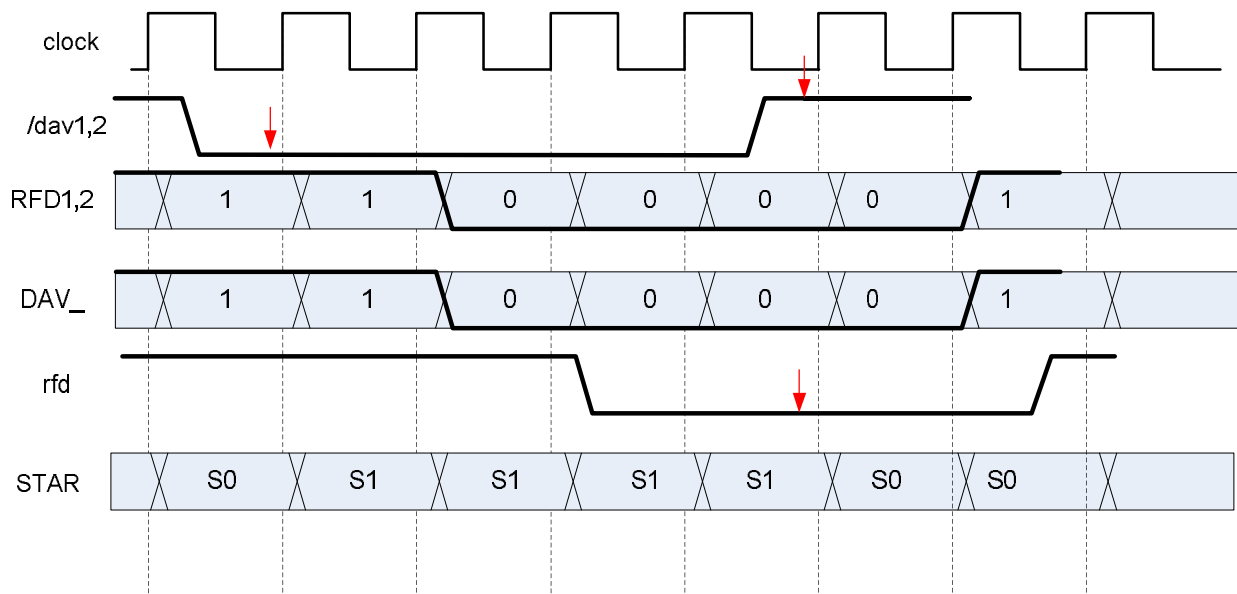 clock
/dav1,2
RFD1,2 1 1 0 0 0 0 1
DAV_ 1 1 0 0 0 0 1
rfd
STAR S0 S1 S1 S1 S1 S0 S0